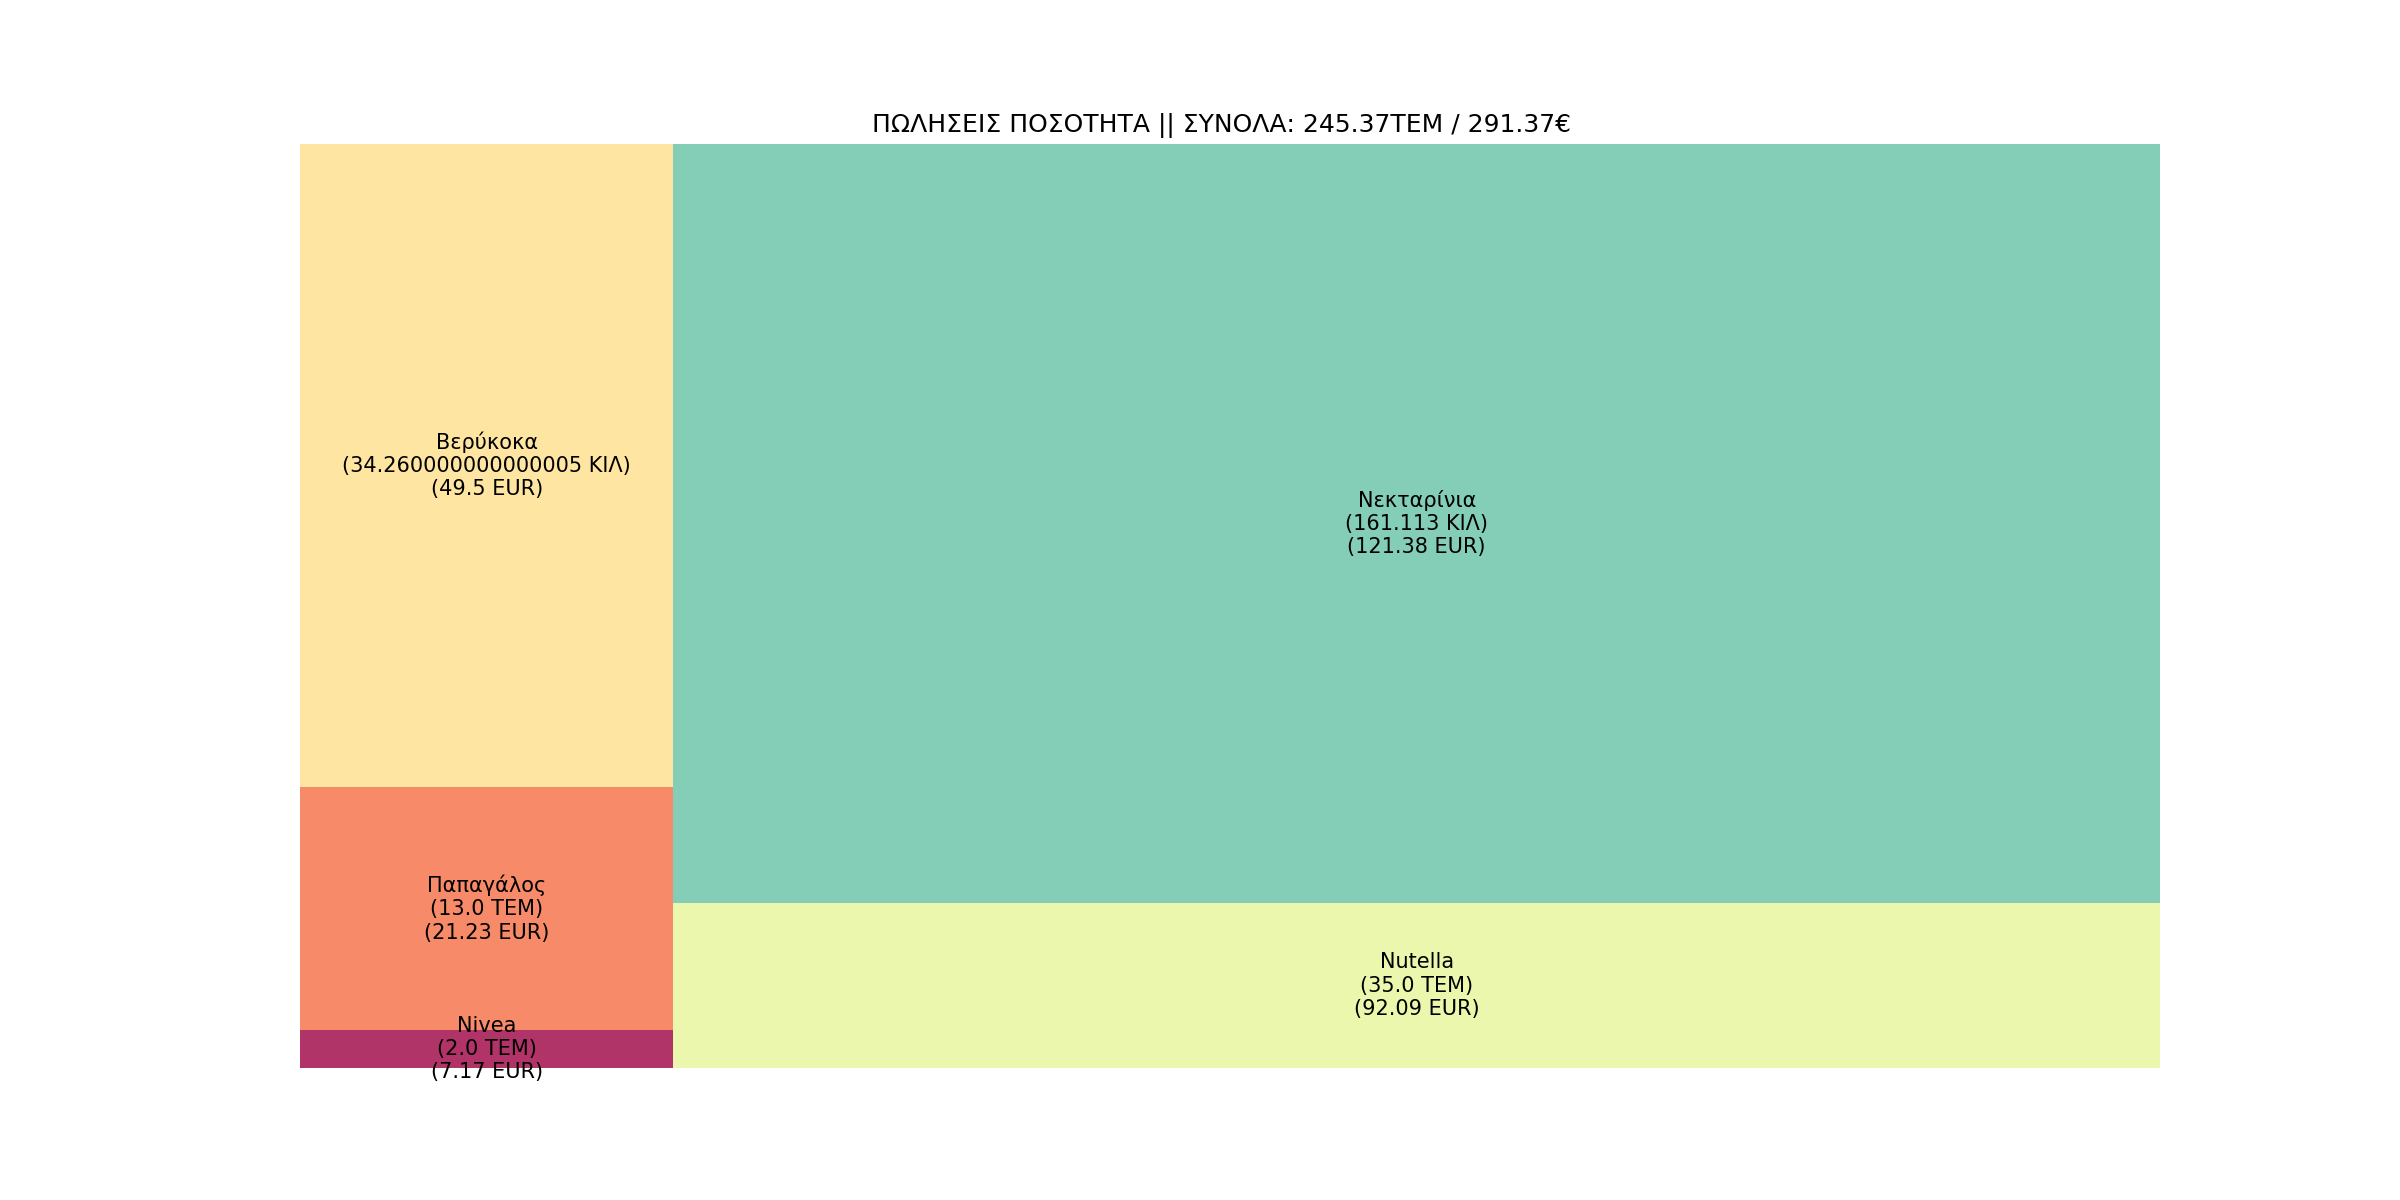 ΠΩΛΗΣΕΙΣ ΠΟΣΟΤΗΤΑ || ΣΥΝΟΛΑ: 245.37TEM / 291.37€
Βερύκοκα
(34.260000000000005 ΚΙΛ)
(49.5 EUR)
Νεκταρίνια
(161.113 ΚΙΛ)
(121.38 EUR)
Παπαγάλος
(13.0 ΤΕΜ)
(21.23 EUR)
Nutella
(35.0 ΤΕΜ)
(92.09 EUR)
Nivea
(2.0 ΤΕΜ)
(7.17 EUR)